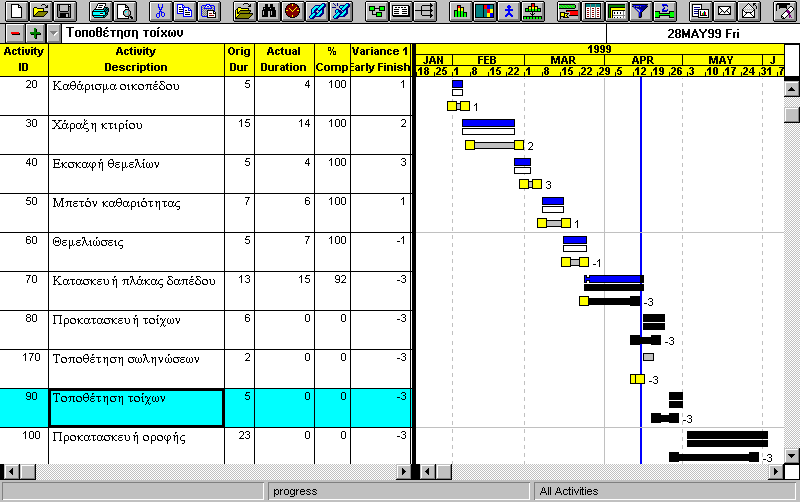 Τοποθέτηση τοίχων 28MAY99 Fri
Activity ID Activity Description Orig Dur Actual Duration % Comp Variance 1 Early Finish
1999
JAN FEB MAR APR MAY J
18 25 1 8 15 22 1 8 15 22 29 5 12 19 26 3 10 17 24 31 7
20 Καθάρισμα οικοπέδου 5 4 100 1
1
30 Χάραξη κτιρίου 15 14 100 2
2
40 Εκσκαφή θεμελίων 5 4 100 3
3
50 Μπετόν καθαριότητας 7 6 100 1
1
60 Θεμελιώσεις 5 7 100 -1
-1
70 Κατασκευή πλάκας δαπέδου 13 15 92 -3
-3
80 Προκατασκευή τοίχων 6 0 0 -3
-3
170 Τοποθέτηση σωληνώσεων 2 0 0 -3
-3
90 Τοποθέτηση τοίχων 5 0 0 -3
-3
100 Προκατασκευή οροφής 23 0 0 -3
-3
progress All Activities